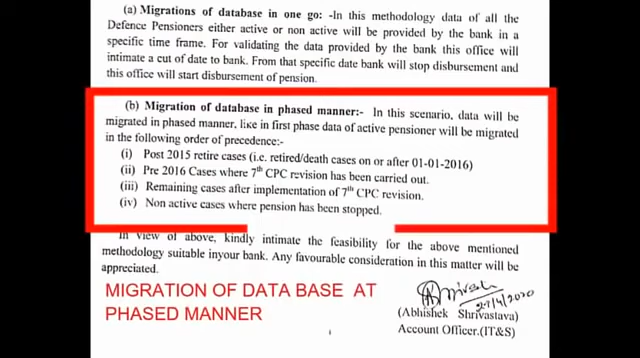 (a) Migrations of database in one go: -In this methodology data of all the
Defence Pensioners either active or non active will be provided by the bank in a
specific time frame. For validating the data provided by the bank this office will
intimate a cut of date to bank. From that specific date bank will stop disbursement and
this office will start disbursement of pension.
(b) Migration of database in phased manner:- In this scenario, data will be
migrated in phased manner, like in first phase data of active pensioner will be migrated
in the following order of precedence:-
(i) Post 2015 retire cases (i.e. retired/death cases on or after 01-01-2016)
(ii) Pre 2016 Cases where 7th CPC revision has been carried out.
(iii) Remaining cases after implementation of 7th CPC revision.
(iv) Non active cases where pension has been stopped.
In view of above, kindly intimate the feasibility for the above mentioned
methodology suitable inyour bank. Any favourable consideration in this matter will be
appreciated.
MIGRATION OF DATA BASE AT
PHASED MANNER
27/4/2020
(Abhishek Shrivastava)
Account Officer.(IT&S)